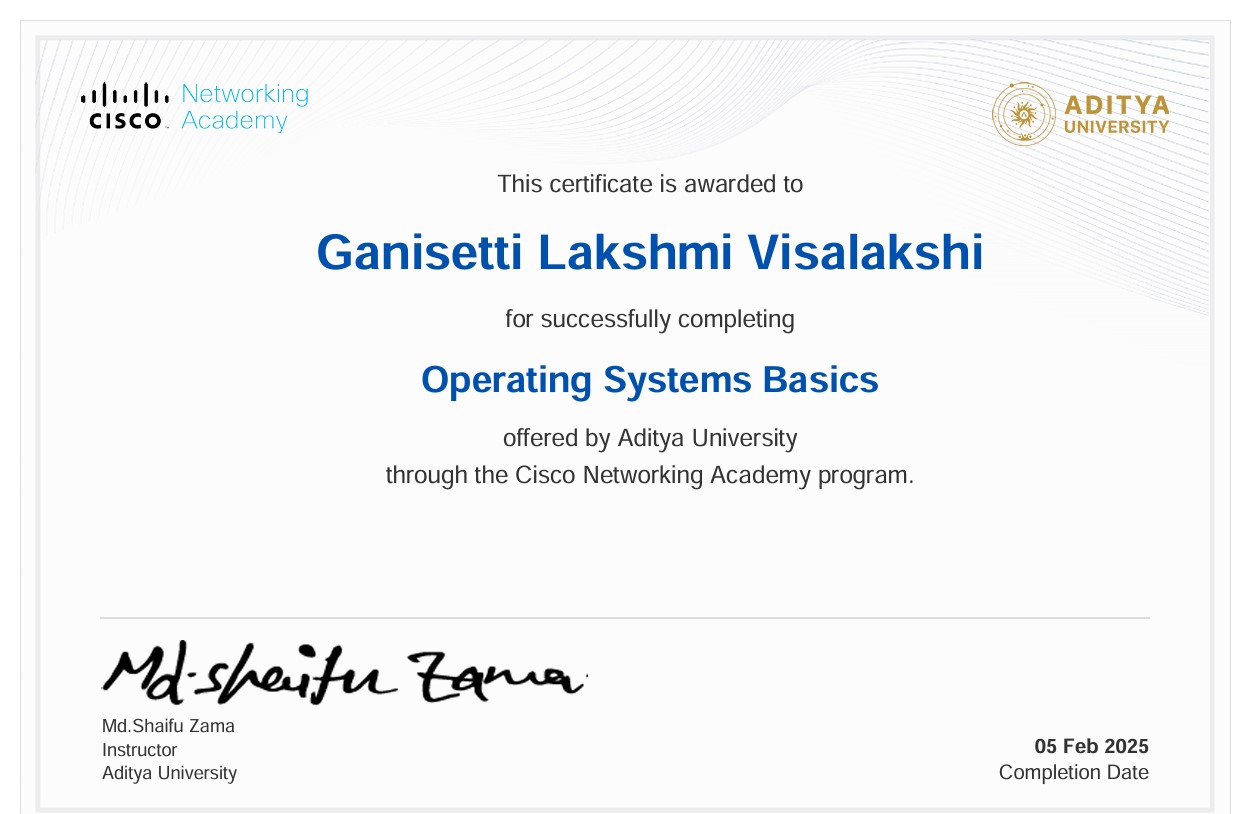 Networking
Academy
CISCO
ADITYA
UNIVERSITY
This certificate is awarded to
Ganisetti Lakshmi Visalakshi
for successfully completing
Operating Systems Basics
offered by Aditya University
through the Cisco Networking Academy program.
Md.shaifu Zama
Md.Shaifu Zama
Instructor
Aditya University
05 Feb 2025
Completion Date